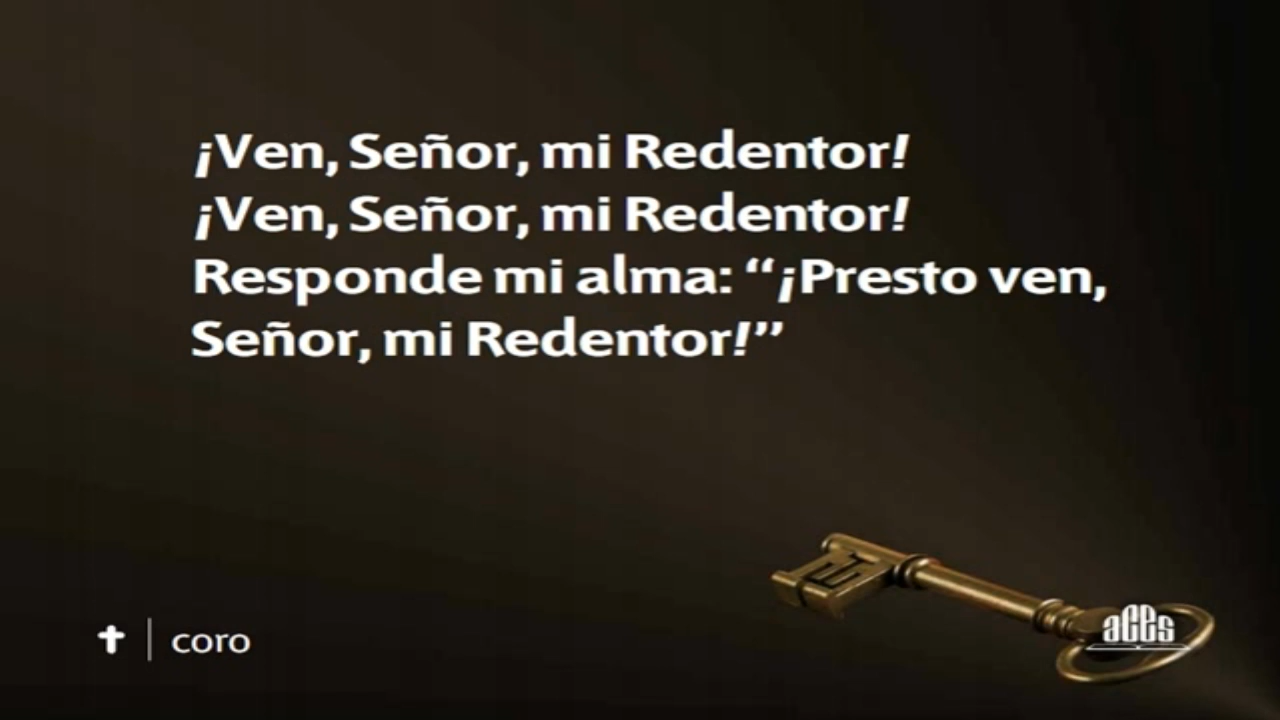 ¡Ven, Señor, mi Redentor!
¡Ven, Señor, mi Redentor!
Responde mi alma: “¡Presto ven,
Señor, mi Redentor!”
coro
aces